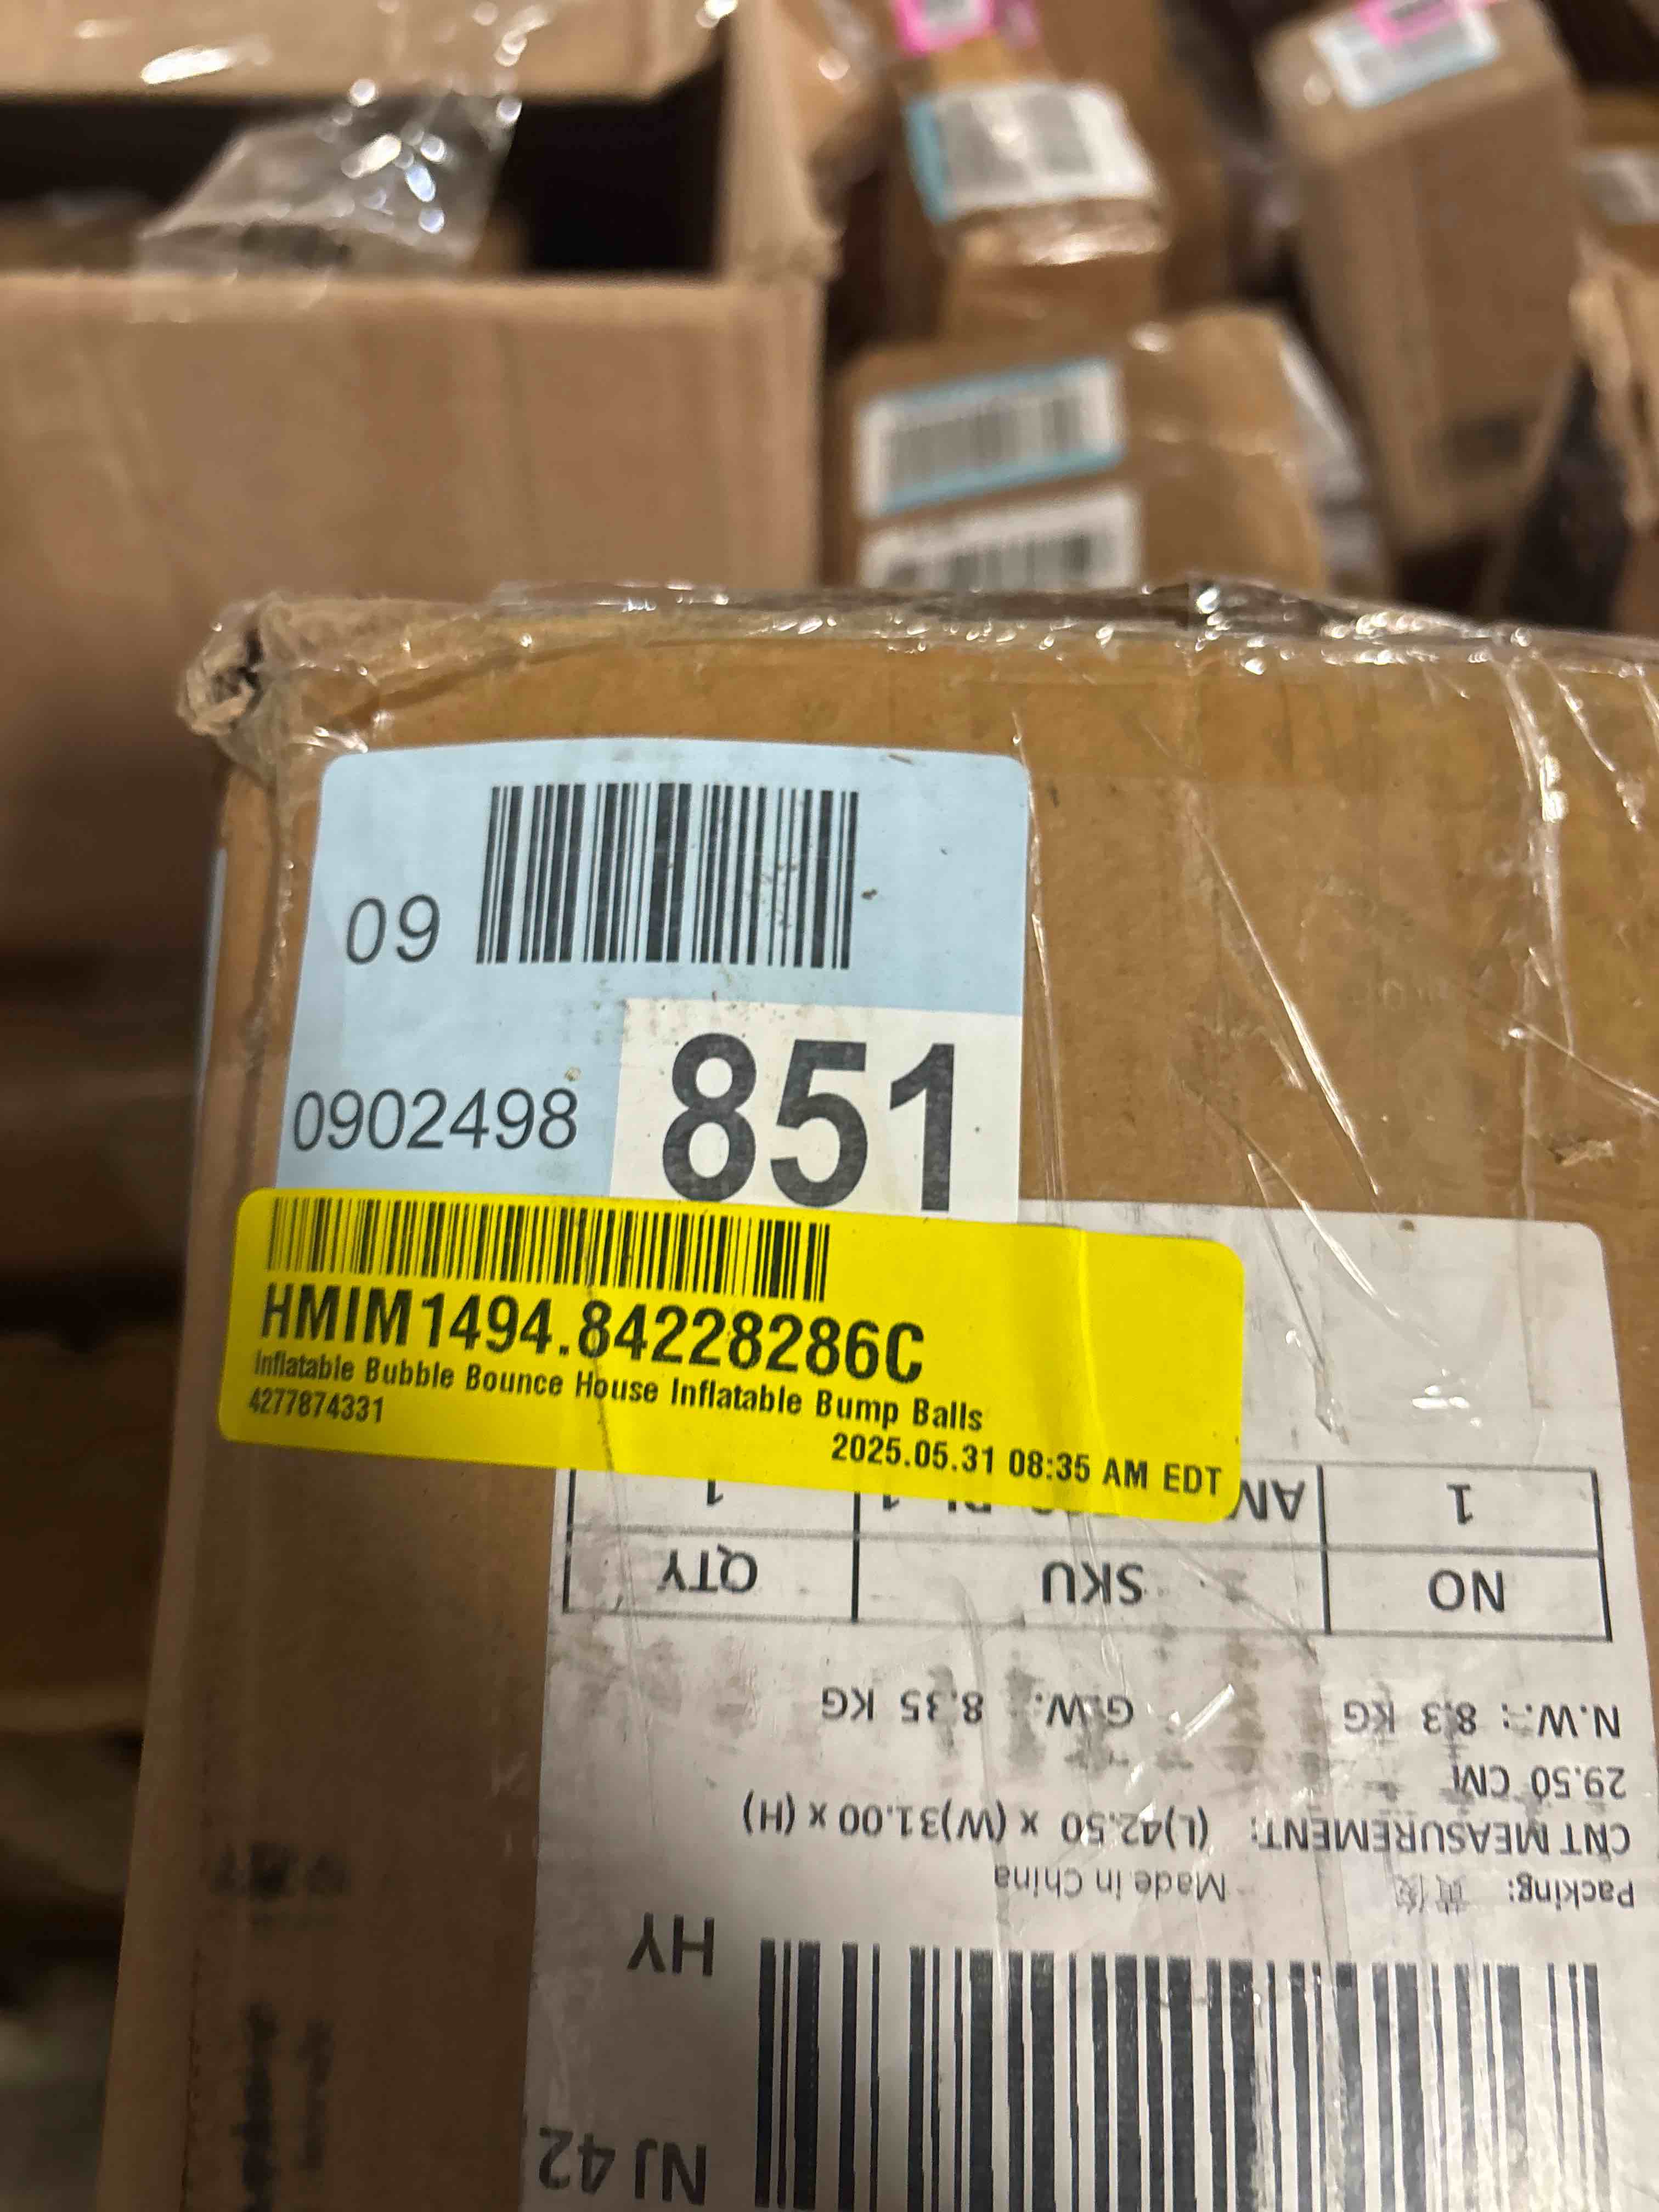 09
0902498
851
HMIM1494.84228286C
Inflatable Bubble Bounce House Inflatable Bump Balls
4277874331
2025.05.31 08:35 AM EDT
NJ 42
HY
Packing: Made in China
CNT MEASUREMENT: (L)42.50 x (W)31.00 x (H)
29.50 CM
N.W.: 8.3 KG G.W.: 8.35 KG
NO SKU QTY
1 1